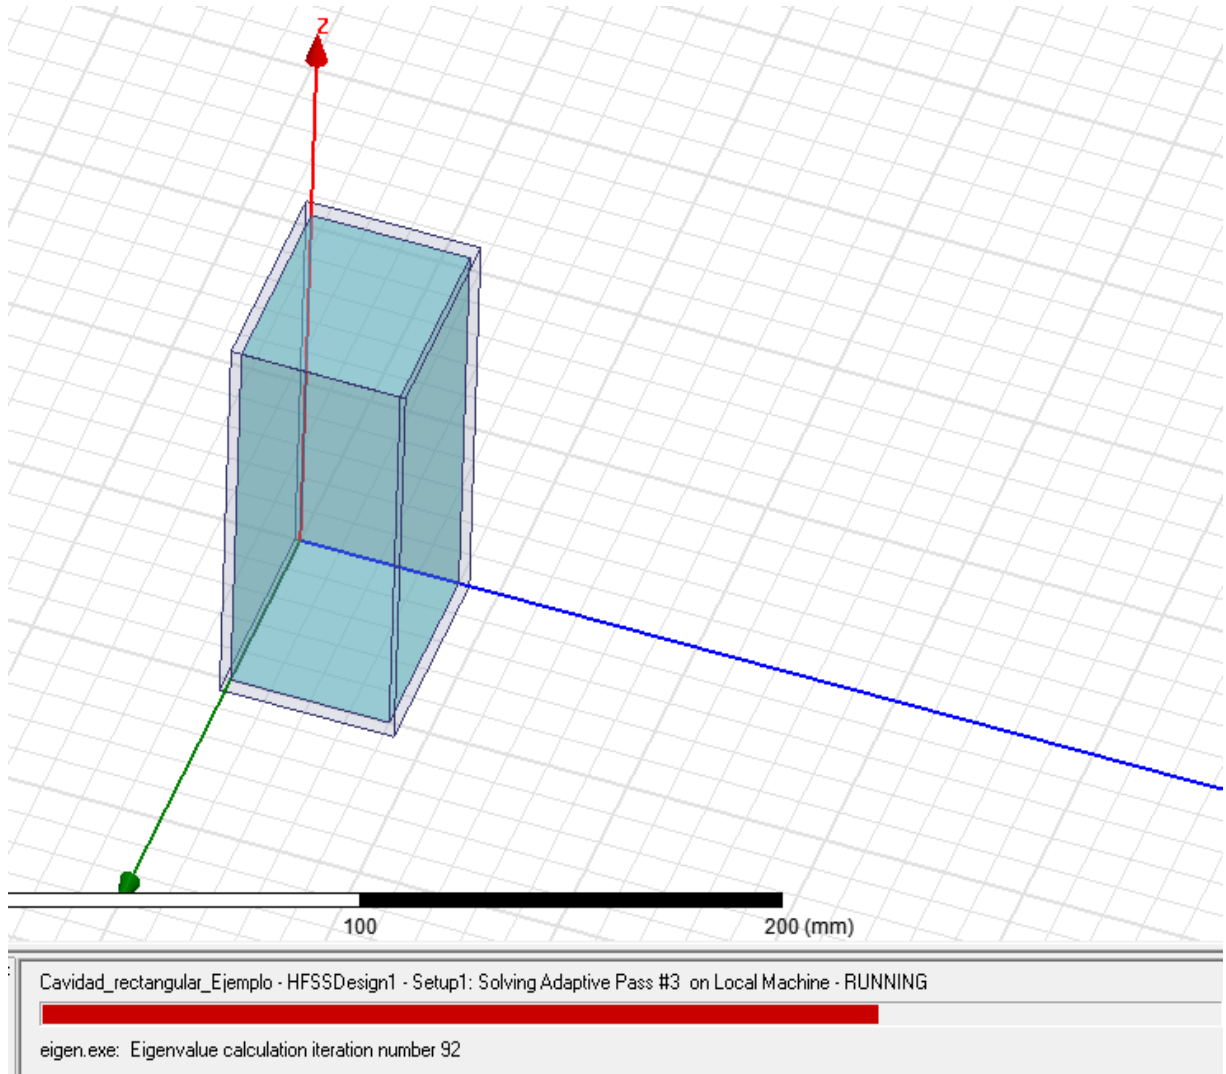 Z
100
200 (mm)
Cavidad_rectangular_Ejemplo - HFSSDesign1 - Setup1: Solving Adaptive Pass #3 on Local Machine - RUNNING
eigen.exe: Eigenvalue calculation iteration number 92